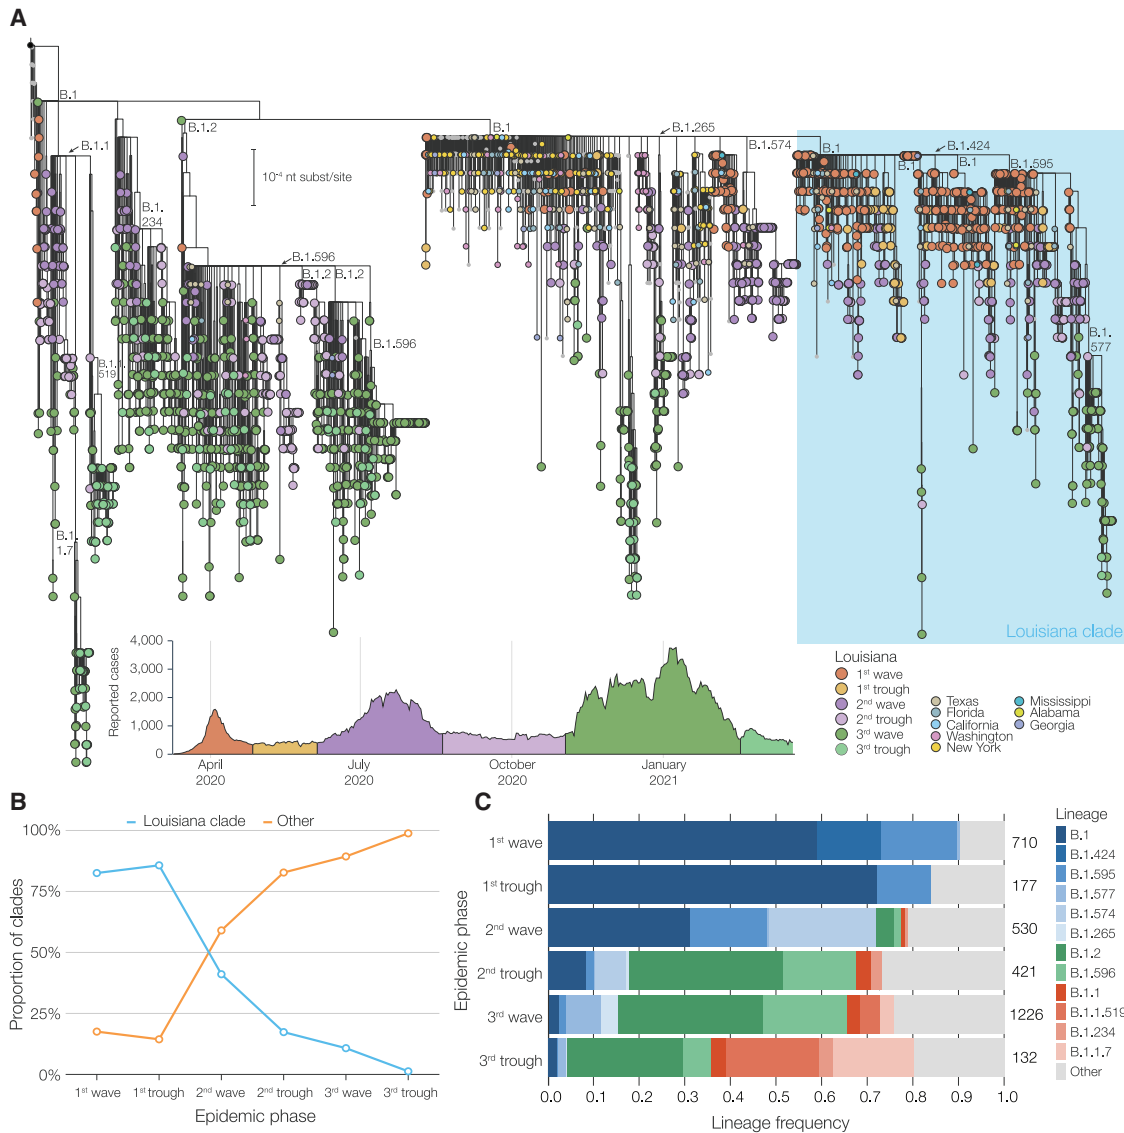 A
B.1
B.1.2
B.1
B.1.265
B.1.574
B.1
B.1.424
B.1
B.1
B.1.595
B.1.1
10⁻⁴ nt subst/site
B.1.
234
B.1.596
B.1.2
B.1.2
B.1.596
B.1.1.
519
B.1.
577
B.1.
1.7
Louisiana clade
Reported cases
4,000
3,000
2,000
1,000
0
April
2020
July
2020
October
2020
January
2021
Louisiana
1st wave
1st trough
2nd wave
2nd trough
3rd wave
3rd trough
Texas
Florida
California
Washington
New York
Mississippi
Alabama
Georgia
B
Louisiana clade
Other
Proportion of clades
100%
75%
50%
25%
0%
1st wave
1st trough
2nd wave
2nd trough
3rd wave
3rd trough
Epidemic phase
C
Epidemic phase
1st wave
710
1st trough
177
2nd wave
530
2nd trough
421
3rd wave
1226
3rd trough
132
0.0
0.1
0.2
0.3
0.4
0.5
0.6
0.7
0.8
0.9
1.0
Lineage frequency
Lineage
B.1
B.1.424
B.1.595
B.1.577
B.1.574
B.1.265
B.1.2
B.1.596
B.1.1
B.1.1.519
B.1.234
B.1.1.7
Other